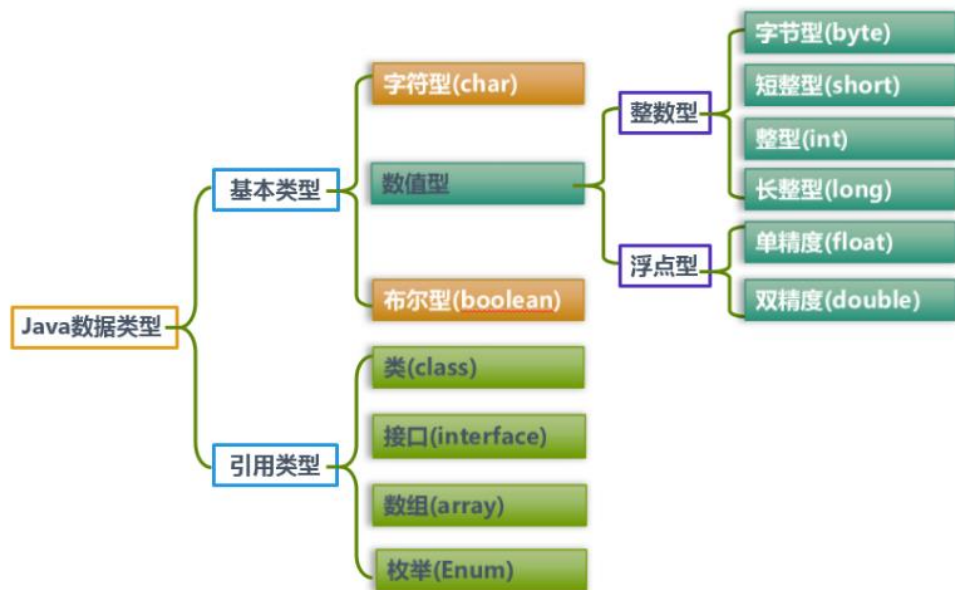 Java数据类型
基本类型
字符型(char)
数值型
整数型
字节型(byte)
短整型(short)
整型(int)
长整型(long)
浮点型
单精度(float)
双精度(double)
布尔型(boolean)
引用类型
类(class)
接口(interface)
数组(array)
枚举(Enum)